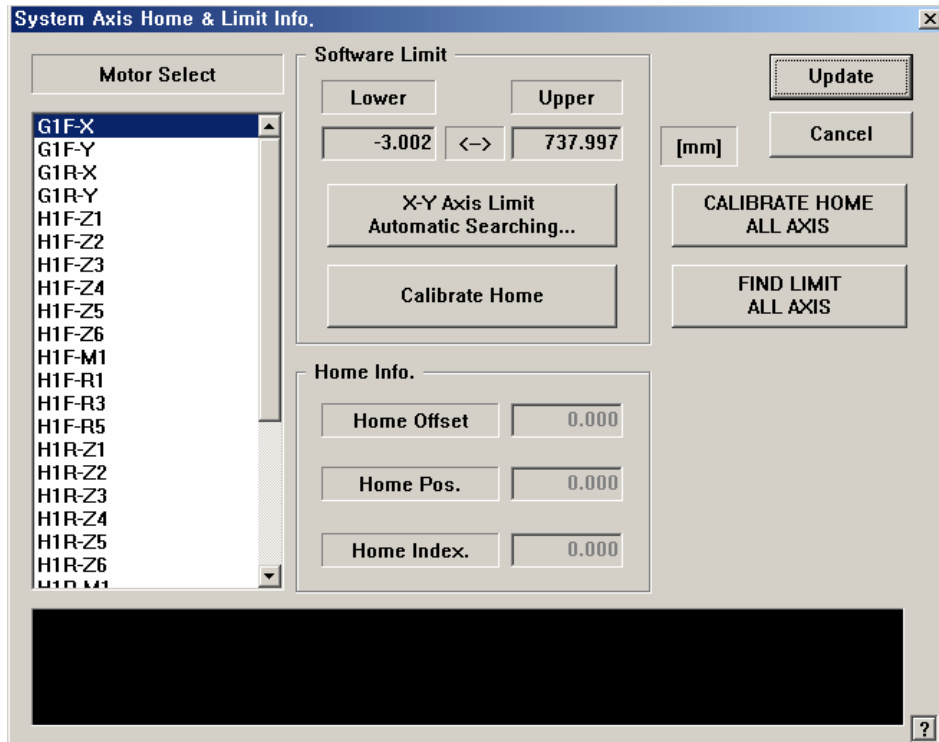 System Axis Home & Limit Info.
Motor Select
G1F-X
G1F-Y
G1R-X
G1R-Y
H1F-Z1
H1F-Z2
H1F-Z3
H1F-Z4
H1F-Z5
H1F-Z6
H1F-M1
H1F-R1
H1F-R3
H1F-R5
H1R-Z1
H1R-Z2
H1R-Z3
H1R-Z4
H1R-Z5
H1R-Z6
H1R-M1
Software Limit
Lower
Upper
-3.002 <-> 737.997
[mm]
X-Y Axis Limit
Automatic Searching...
Calibrate Home
Home Info.
Home Offset 0.000
Home Pos. 0.000
Home Index. 0.000
Update
Cancel
CALIBRATE HOME
ALL AXIS
FIND LIMIT
ALL AXIS
?